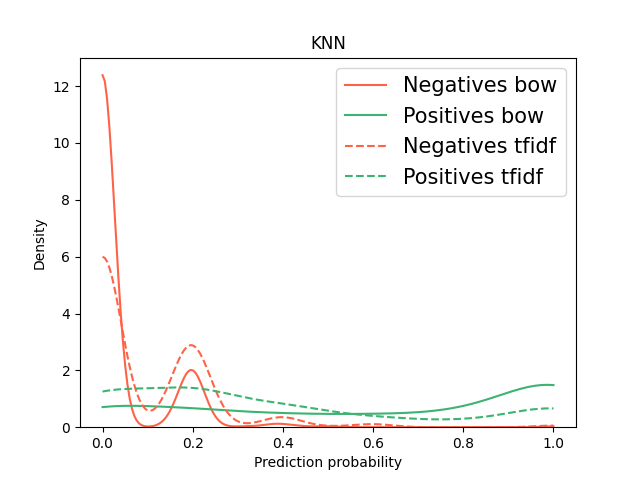 KNN
Negatives bow
Positives bow
Negatives tfidf
Positives tfidf
Density
12
10
8
6
4
2
0
0.0 0.2 0.4 0.6 0.8 1.0
Prediction probability